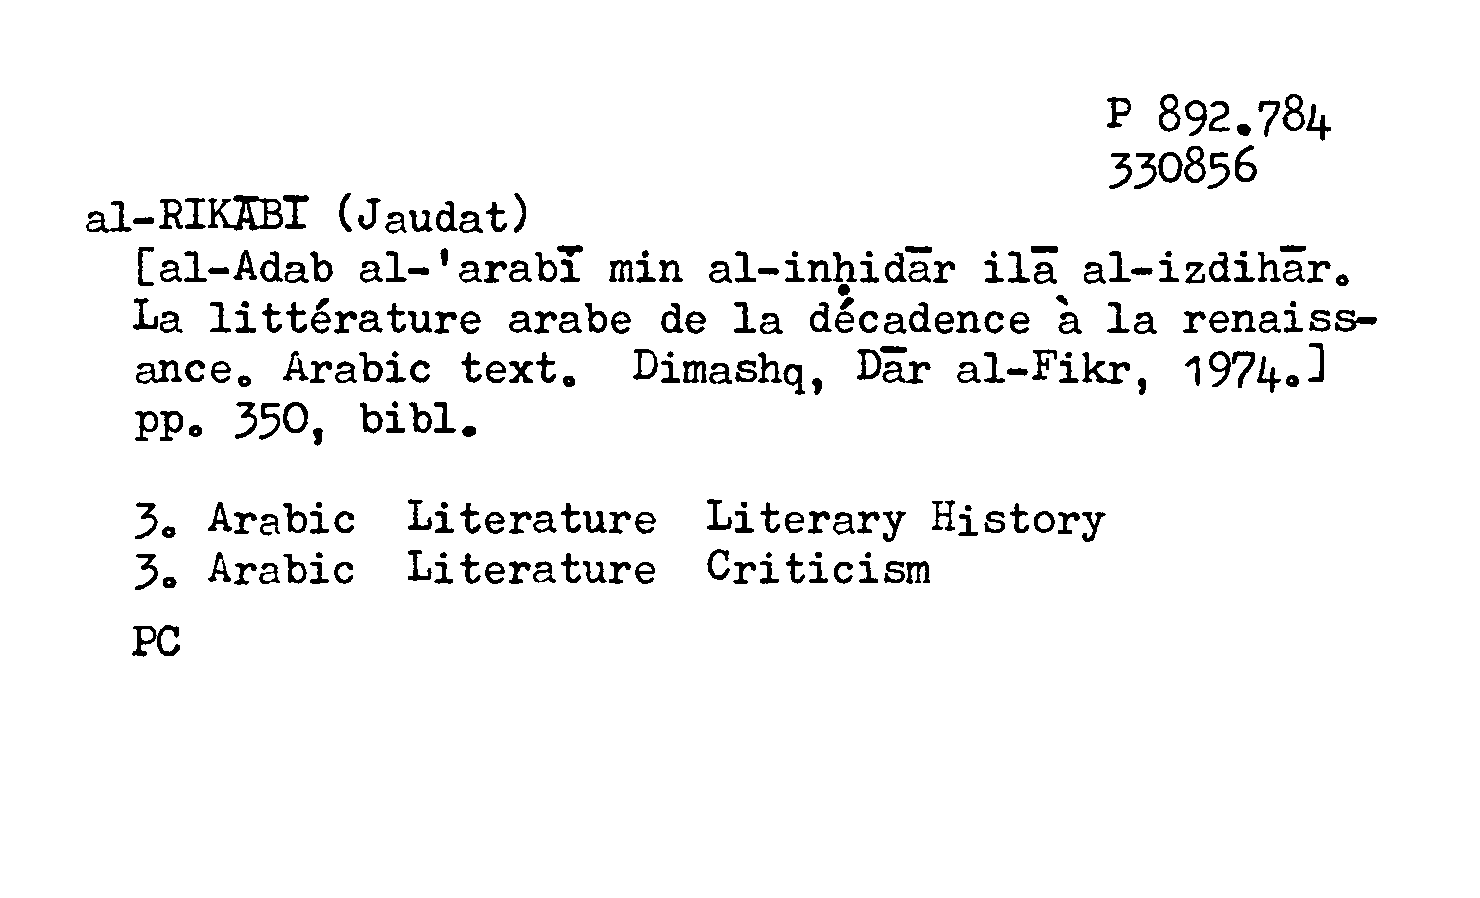 P 892.784
330856
al-RIKĀBĪ (Jaudat)
[al-Adab al-'arabī min al-inḥidār ilā al-izdihār.
La littérature arabe de la décadence à la renaiss-
ance. Arabic text. Dimashq, Dār al-Fikr, 1974.]
pp. 350, bibl.
3. Arabic Literature Literary History
3. Arabic Literature Criticism
PC